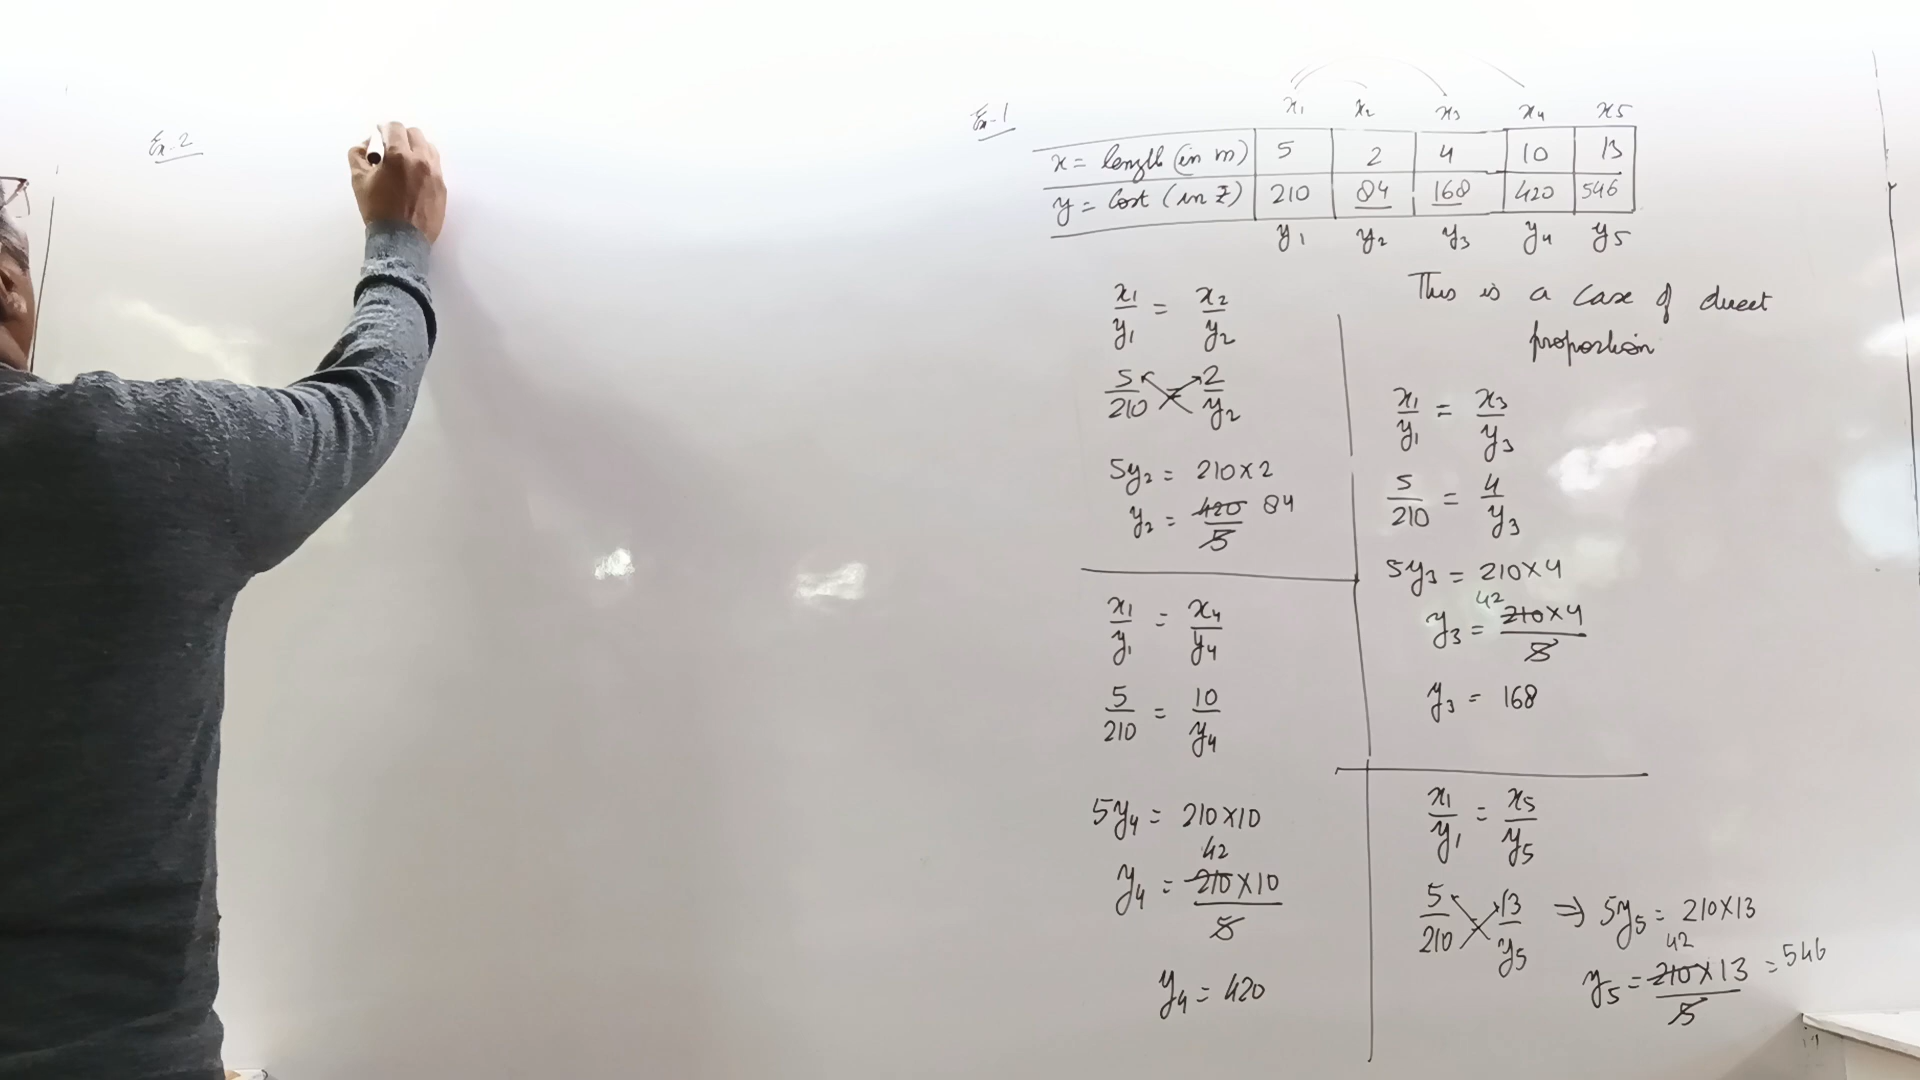 Ex-2
Ex-1
x₁ x₂ x₃ x₄ x5
x = length (in m) 5 2 4 10 13
y = Cost (in ₹) 210 84 168 420 546
y₁ y₂ y₃ y₄ y5
This is a case of direct
proportion
x₁/y₁ = x₂/y₂
5/210 = 2/y₂
5y₂ = 210×2
y₂ = 420/5 84
x₁/y₁ = x₃/y₃
5/210 = 4/y₃
5y₃ = 210×4
42
y₃ = 210×4/5
y₃ = 168
x₁/y₁ = x₄/y₄
5/210 = 10/y₄
5y₄ = 210×10
42
y₄ = 210×10/5
y₄ = 420
x₁/y₁ = x5/y5
5/210 = 13/y5 ⇒ 5y5 = 210×13
42
y5 = 210×13/5 = 546